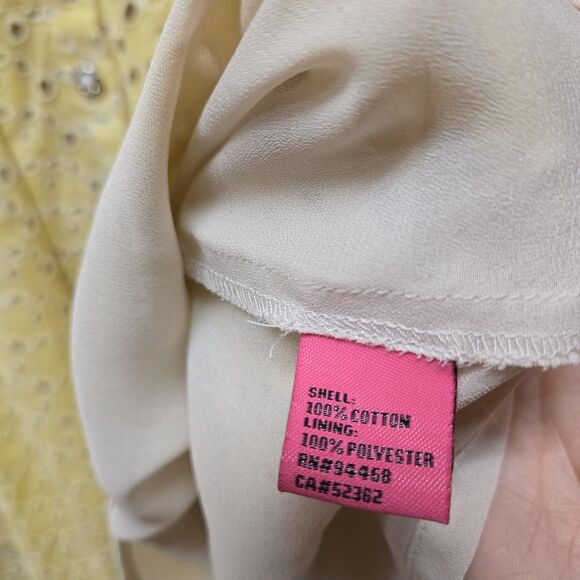 SHELL:
100% COTTON
LINING:
100% POLYESTER
RN#94468
CA#52362